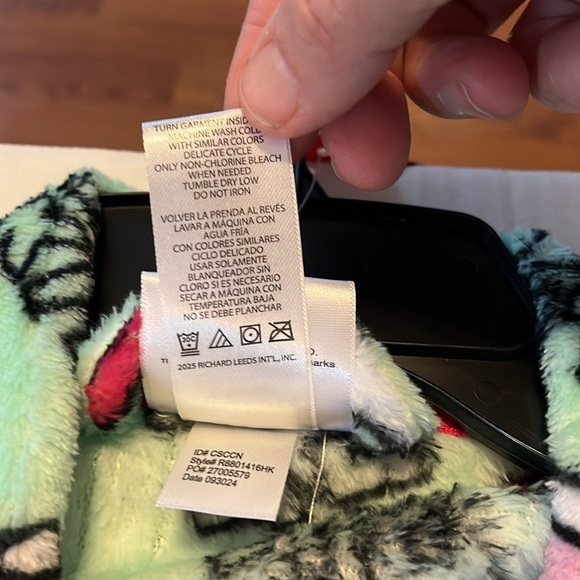 TURN GARMENT INSIDE
MACHINE WASH COLD
WITH SIMILAR COLORS
DELICATE CYCLE
ONLY NON-CHLORINE BLEACH
WHEN NEEDED
TUMBLE DRY LOW
DO NOT IRON
VOLVER LA PRENDA AL REVÉS
LAVAR A MÁQUINA CON
AGUA FRÍA
CON COLORES SIMILARES
CICLO DELICADO
USAR SOLAMENTE
BLANQUEADOR SIN
CLORO SI ES NECESARIO
SECAR A MÁQUINA CON
TEMPERATURA BAJA
NO SE DEBE PLANCHAR
30C
2025 RICHARD LEEDS INT'L, INC.
ID# CSCCN
Style# R8801416HK
PO# 27005579
Date 093024